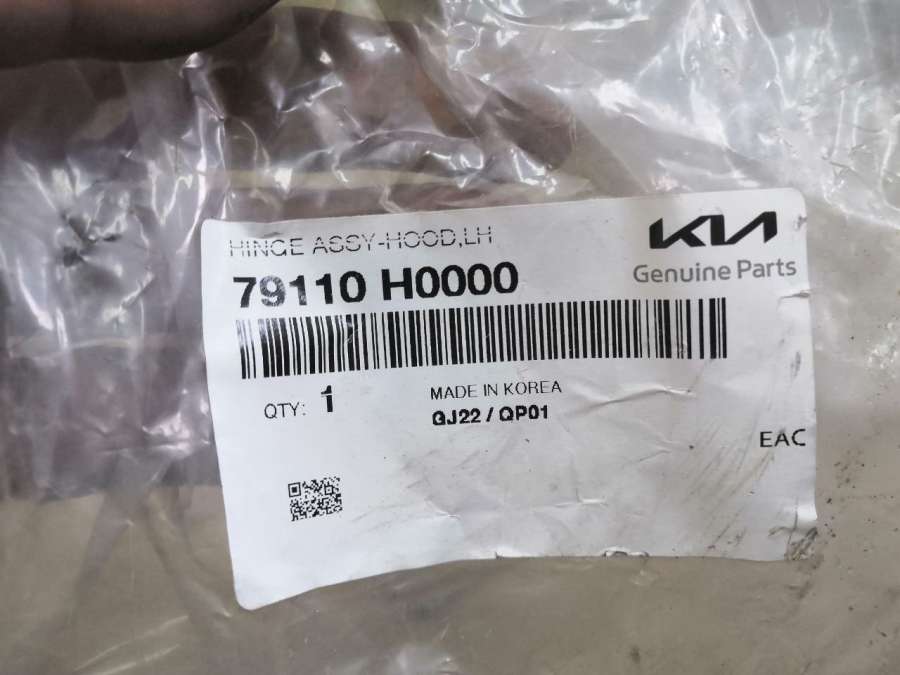 HINGE ASSY-HOOD,LH
79110 H0000
KIA
Genuine Parts
QTY: 1
MADE IN KOREA
GJ22 / QP01
EAC